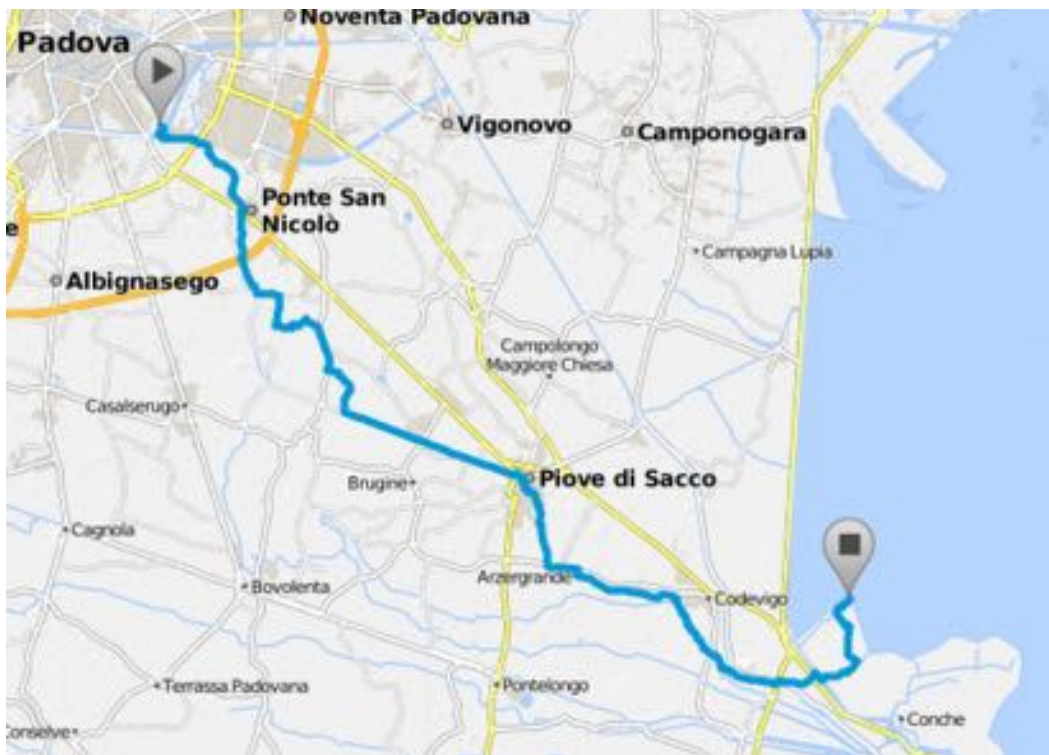 Noventa Padovana
Padova
Vigonovo
Camponogara
Ponte San
Nicolò
e
Campagna Lupia
Albignasego
Campolongo
Maggiore Chiesa
Casalserugo
Piove di Sacco
Brugine
Cagnola
Arzergrande
Bovolenta
Codevigo
Terrassa Padovana
Pontelongo
Conche
onselve